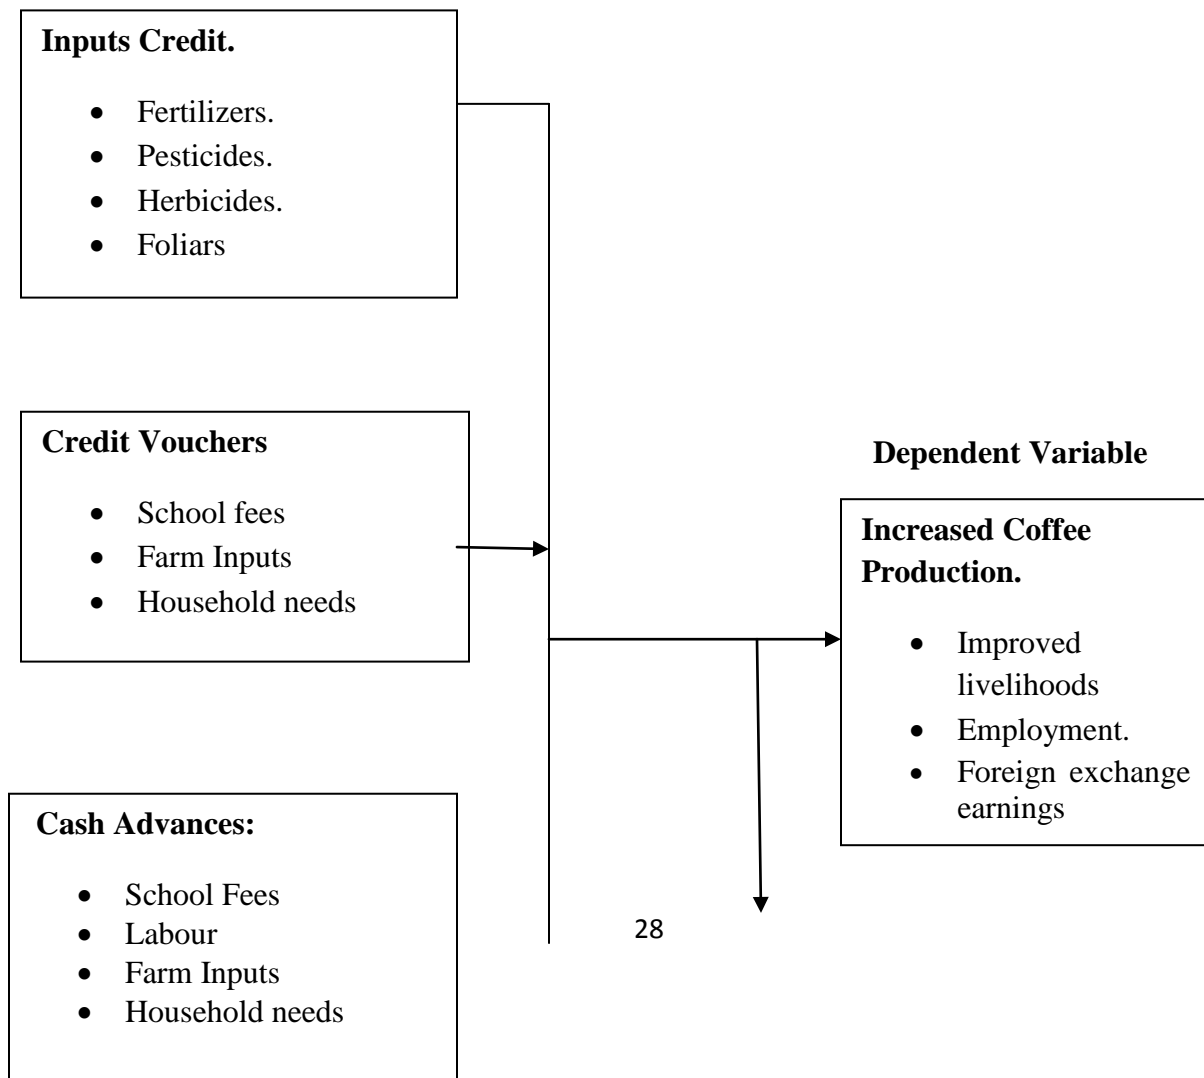 Inputs Credit.
• Fertilizers.
• Pesticides.
• Herbicides.
• Foliars
Credit Vouchers
• School fees
• Farm Inputs
• Household needs
Dependent Variable
Increased Coffee
Production.
• Improved
livelihoods
• Employment.
• Foreign exchange
earnings
Cash Advances:
• School Fees
• Labour
• Farm Inputs
• Household needs
28